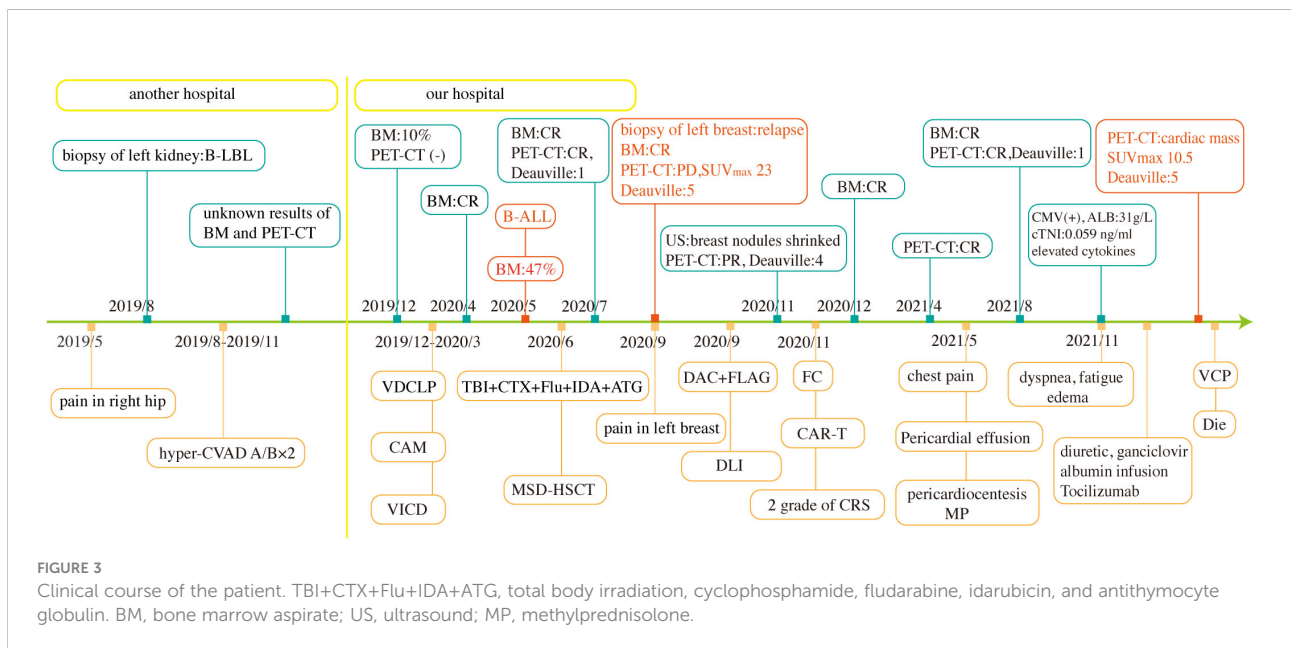 another hospital
our hospital
biopsy of left kidney:B-LBL
unknown results of
BM and PET-CT
BM:10%
PET-CT (-)
BM:CR
BM:CR
PET-CT:CR,
Deauville:1
B-ALL
BM:47%
biopsy of left breast:relapse
BM:CR
PET-CT:PD,SUVmax 23
Deauville:5
US:breast nodules shrinked
PET-CT:PR, Deauville:4
BM:CR
PET-CT:CR
BM:CR
PET-CT:CR,Deauville:1
CMV(+), ALB:31g/L
cTNI:0.059 ng/ml
elevated cytokines
PET-CT:cardiac mass
SUVmax 10.5
Deauville:5
2019/8
2019/12
2020/4
2020/5
2020/7
2020/11
2020/12
2021/4
2021/8
2019/5
2019/8-2019/11
2019/12-2020/3
2020/6
2020/9
2020/9
2020/11
2021/5
2021/11
pain in right hip
hyper-CVAD A/B×2
VDCLP
CAM
VICD
TBI+CTX+Flu+IDA+ATG
MSD-HSCT
pain in left breast
DAC+FLAG
DLI
FC
CAR-T
2 grade of CRS
chest pain
Pericardial effusion
pericardiocentesis
MP
dyspnea, fatigue
edema
diuretic, ganciclovir
albumin infusion
Tocilizumab
VCP
Die
FIGURE 3
Clinical course of the patient. TBI+CTX+Flu+IDA+ATG, total body irradiation, cyclophosphamide, fludarabine, idarubicin, and antithymocyte
globulin. BM, bone marrow aspirate; US, ultrasound; MP, methylprednisolone.